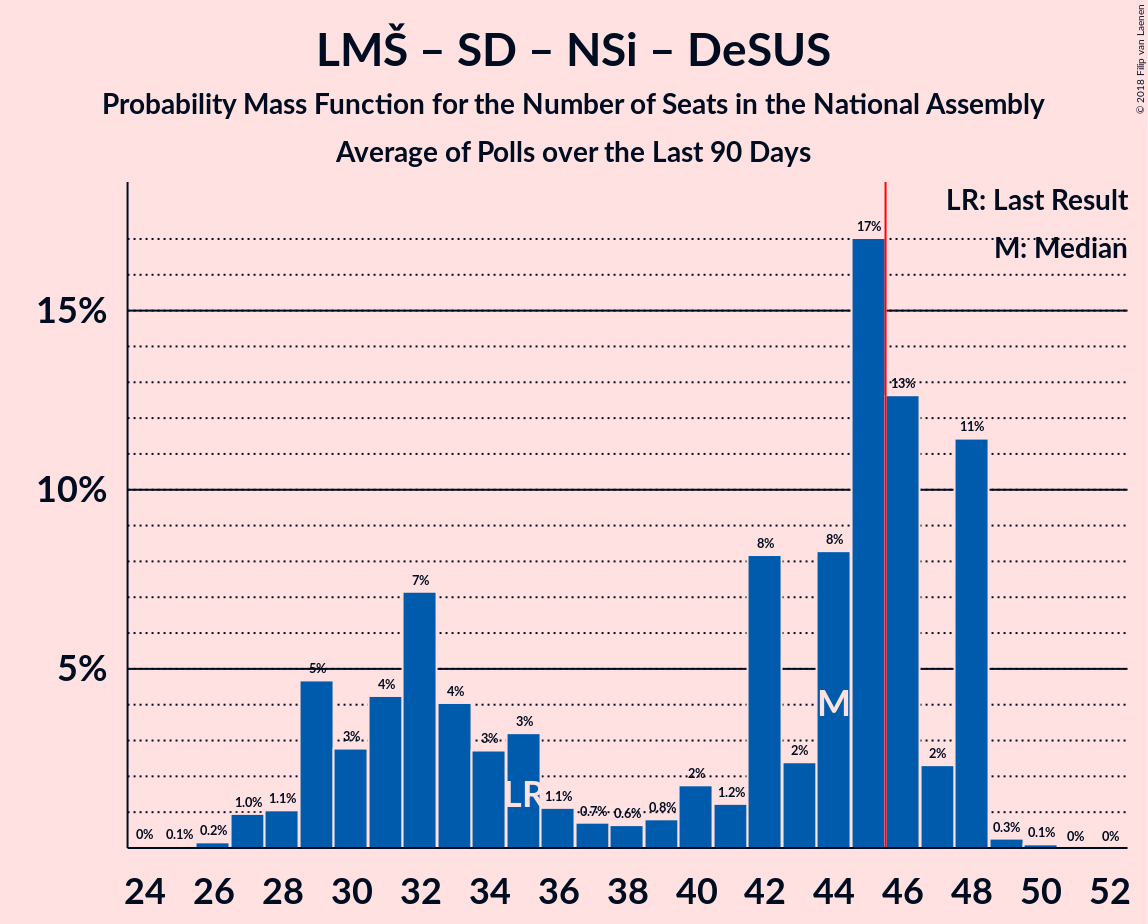 LMŠ – SD – NSi – DeSUS
Probability Mass Function for the Number of Seats in the National Assembly
Average of Polls over the Last 90 Days
© 2018 Filip van Laenen
LR: Last Result
M: Median
15%
10%
5%
0% 0.1% 0.2% 1.0% 1.1% 5% 3% 4% 7% 4% 3% 3% 1.1% 0.7% 0.6% 0.8% 2% 1.2% 8% 2% 8% 17% 13% 2% 11% 0.3% 0.1% 0% 0%
M
LR
24 26 28 30 32 34 36 38 40 42 44 46 48 50 52